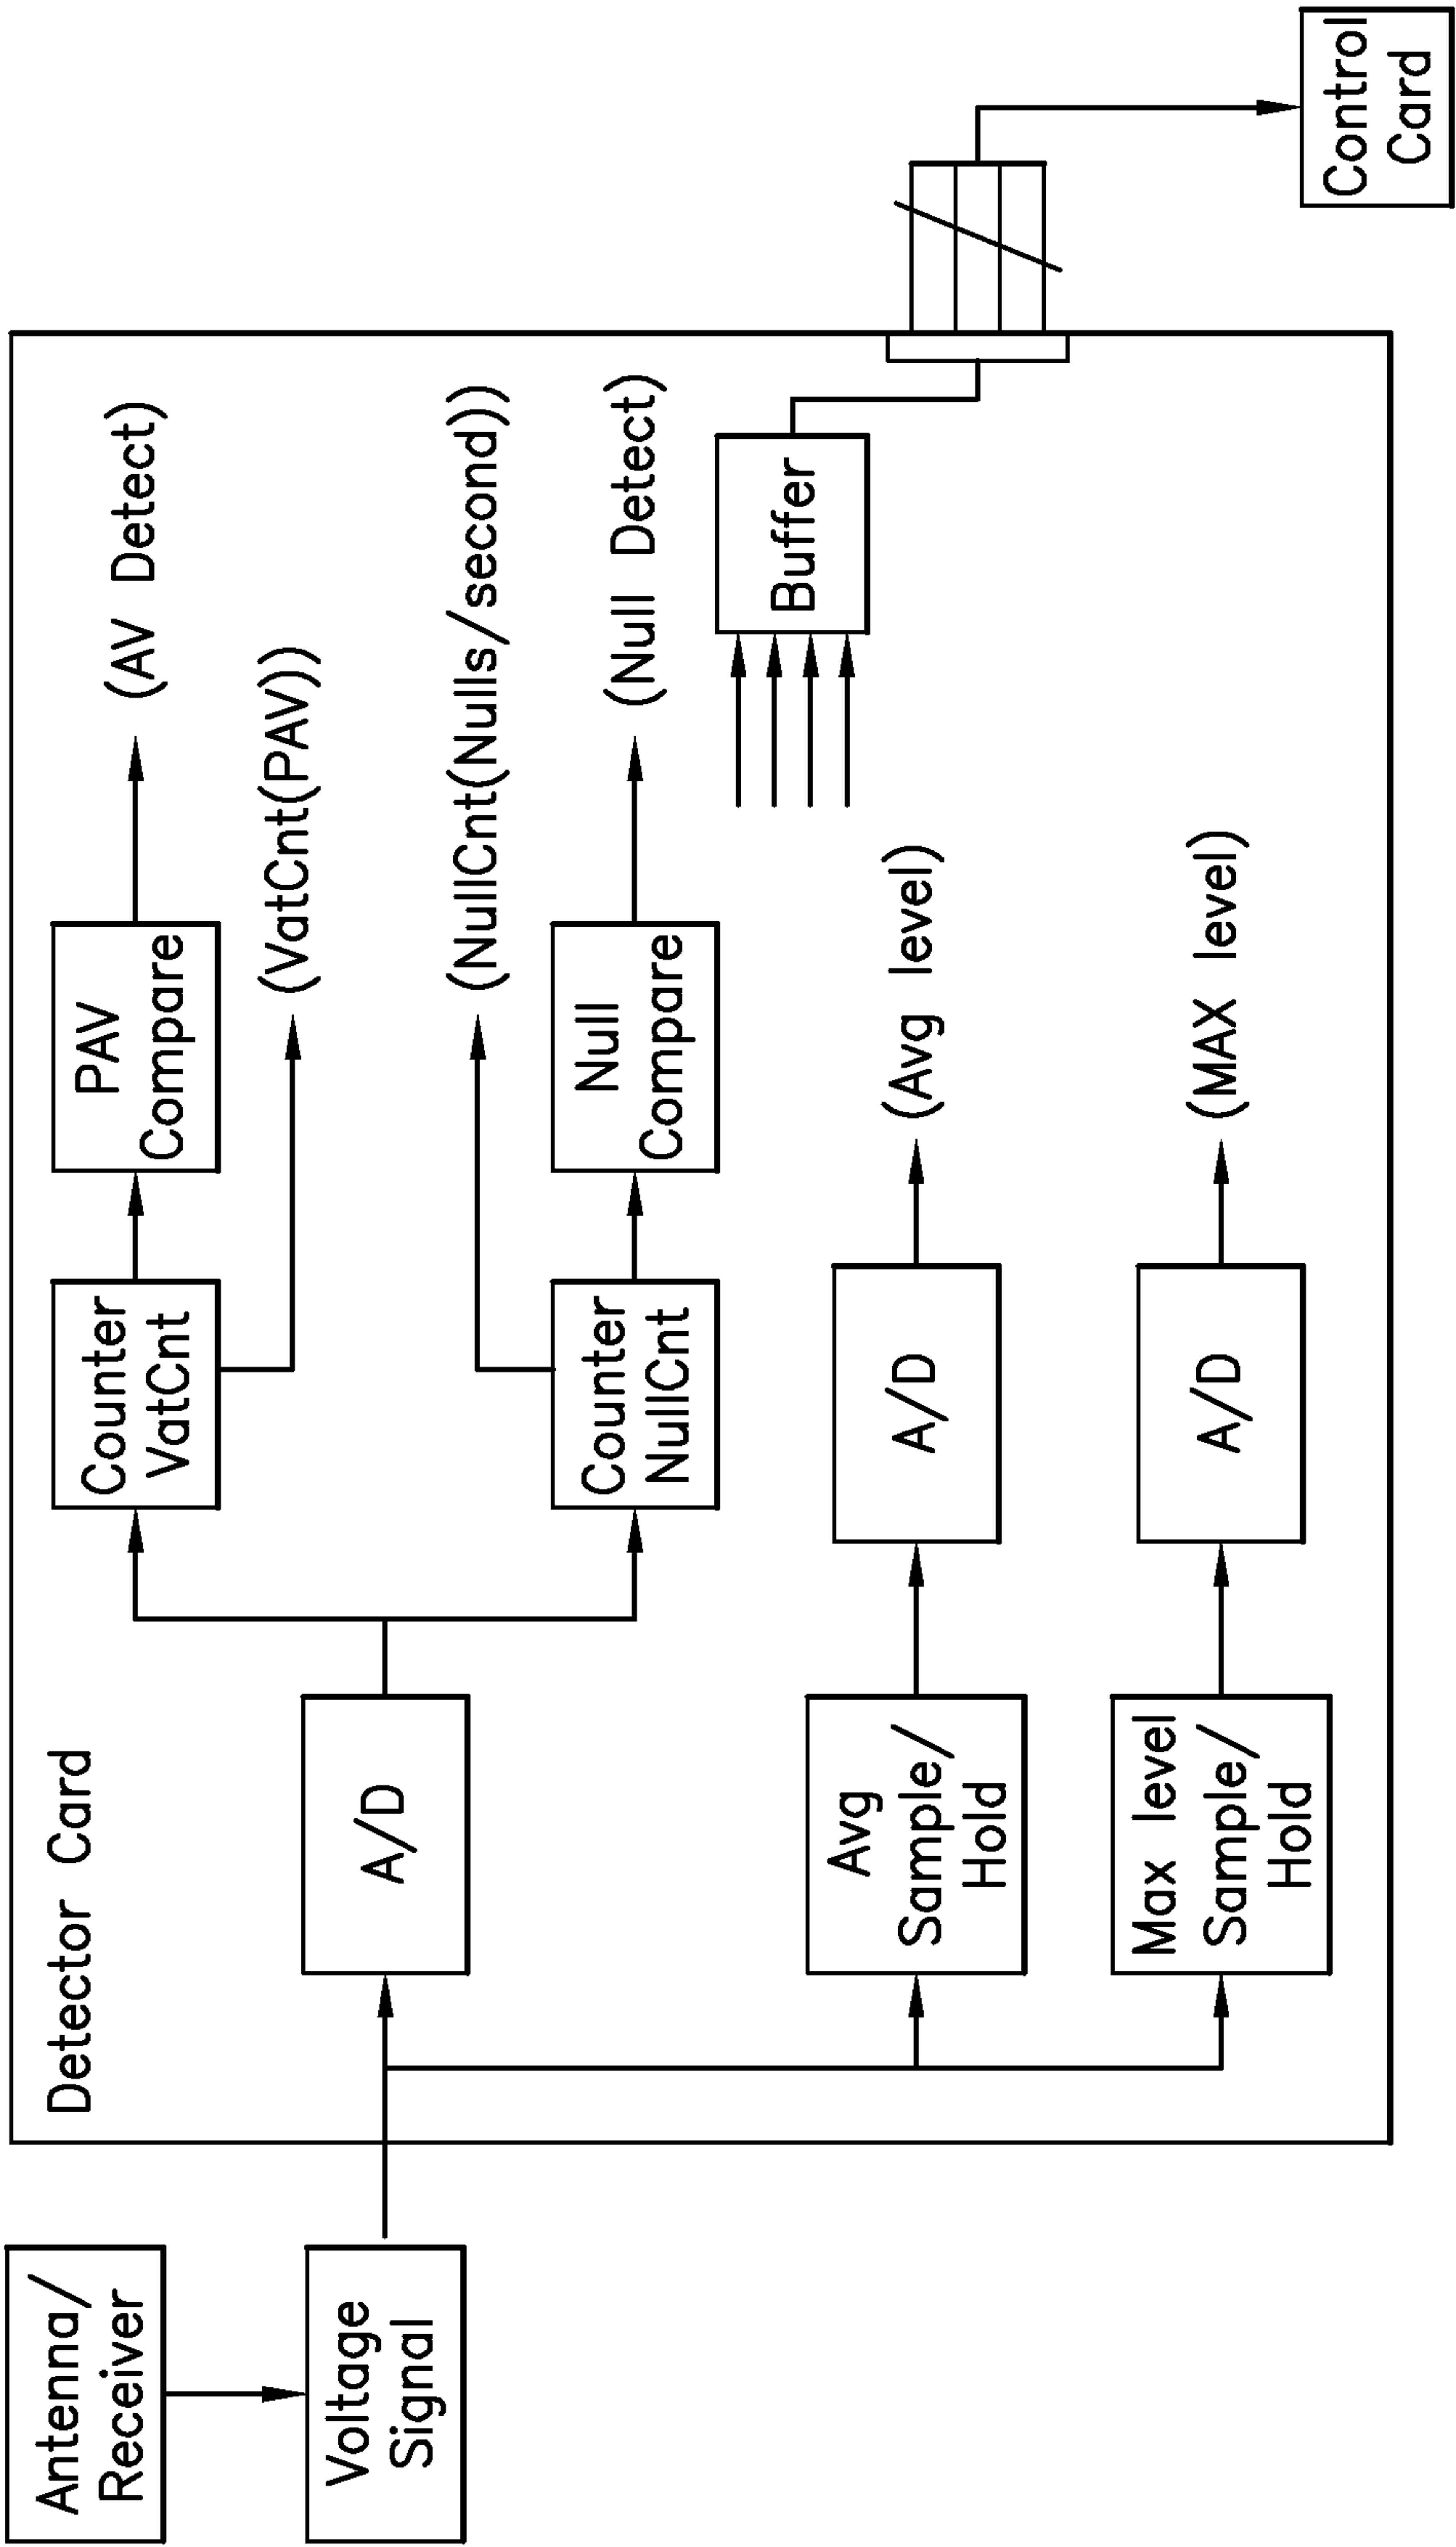 Antenna/
Receiver
Voltage
Signal
Detector Card
A/D
Counter
VatCnt
PAV
Compare
(AV Detect)
(VatCnt(PAV))
(NullCnt(Nulls/second))
Counter
NullCnt
Null
Compare
(Null Detect)
Buffer
Avg
Sample/
Hold
A/D
(Avg level)
Max level
Sample/
Hold
A/D
(MAX level)
Control
Card